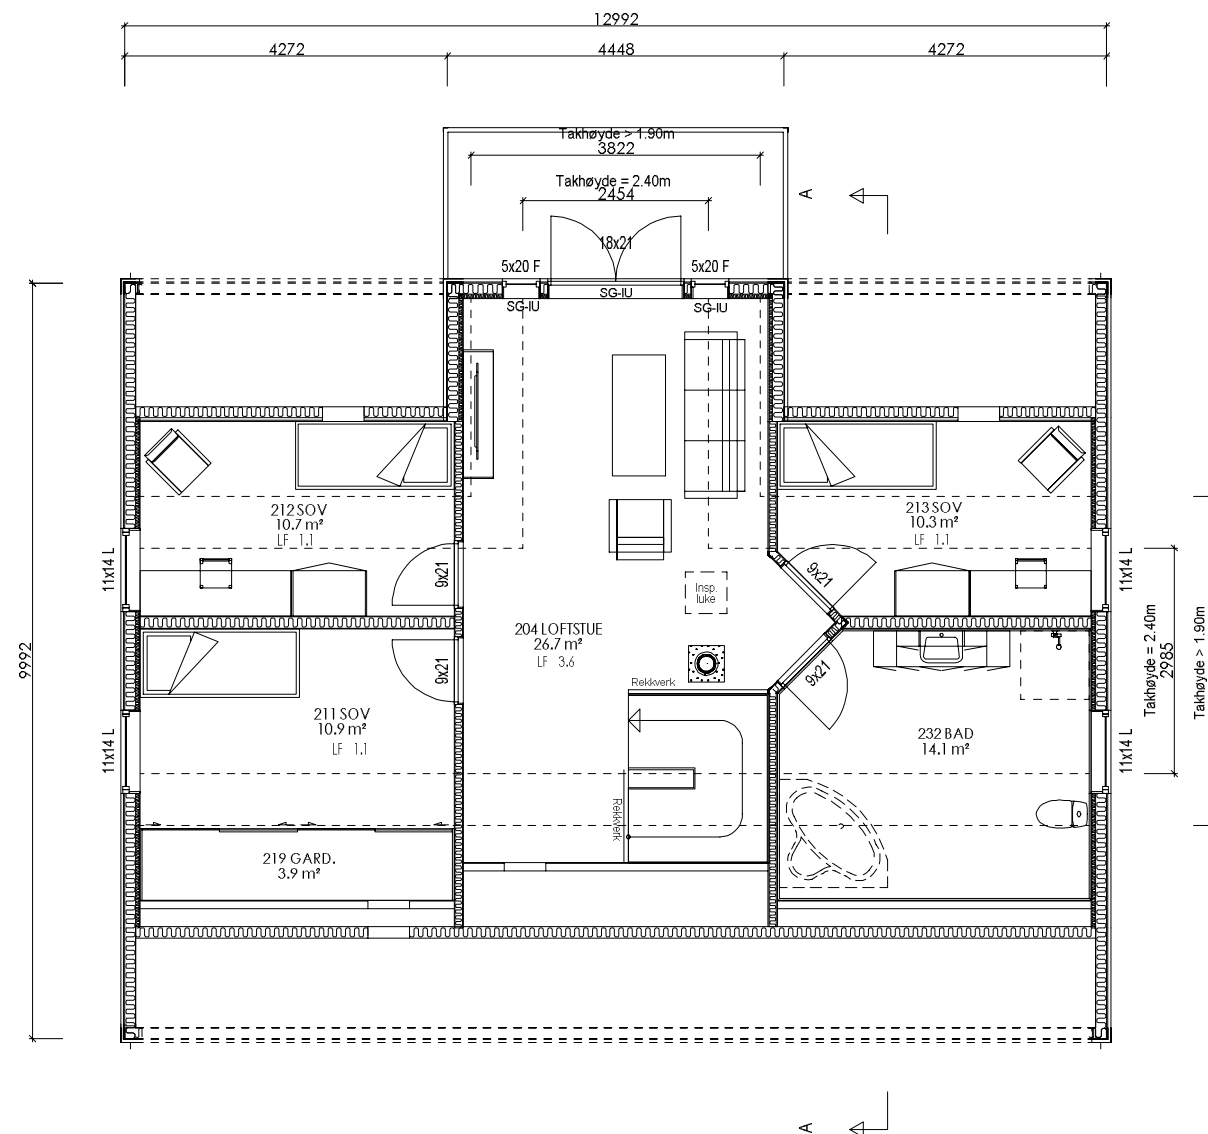 12992
4272
4448
4272
Takhøyde > 1.90m
3822
Takhøyde = 2.40m
2454
A
18x21
5x20 F
5x20 F
SG-IU
SG-IU
SG-IU
212 SOV
10.7 m²
LF 1.1
213 SOV
10.3 m²
LF 1.1
11x14 L
9x21
9x21
11x14 L
Insp.
luke
204 LOFTSTUE
26.7 m²
LF 3.6
9992
9x21
9x21
Takhøyde = 2.40m
2985
Takhøyde > 1.90m
Rekkverk
211 SOV
10.9 m²
LF 1.1
232 BAD
14.1 m²
11x14 L
11x14 L
Rekkverk
219 GARD.
3.9 m²
A